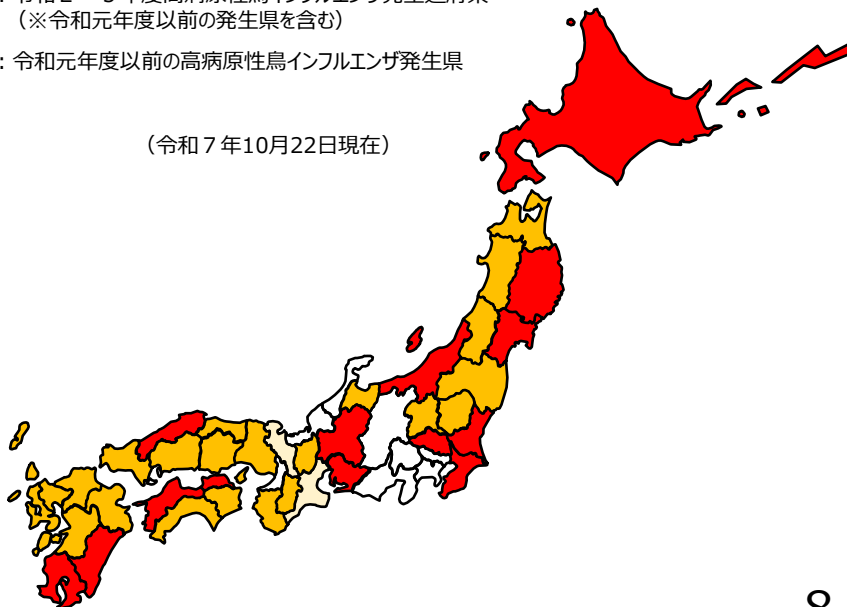 （※令和元年度以前の発生県を含む）
：令和元年度以前の高病原性鳥インフルエンザ発生県
（令和７年10月22日現在）